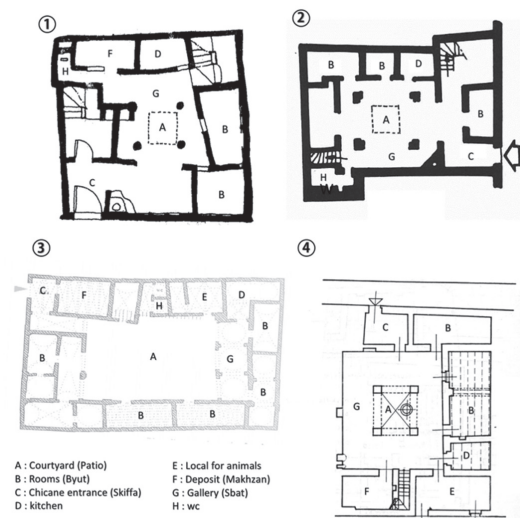 ①
F
D
H
G
A
B
C
B
②
B
B
D
A
B
G
C
H
③
C
F
H
E
D
B
B
A
G
B
B
B
④
C
B
G
A
B
D
F
E
A : Courtyard (Patio)
B : Rooms (Byut)
C : Chicane entrance (Skiffa)
D : kitchen
E : Local for animals
F : Deposit (Makhzan)
G : Gallery (Sbat)
H : wc